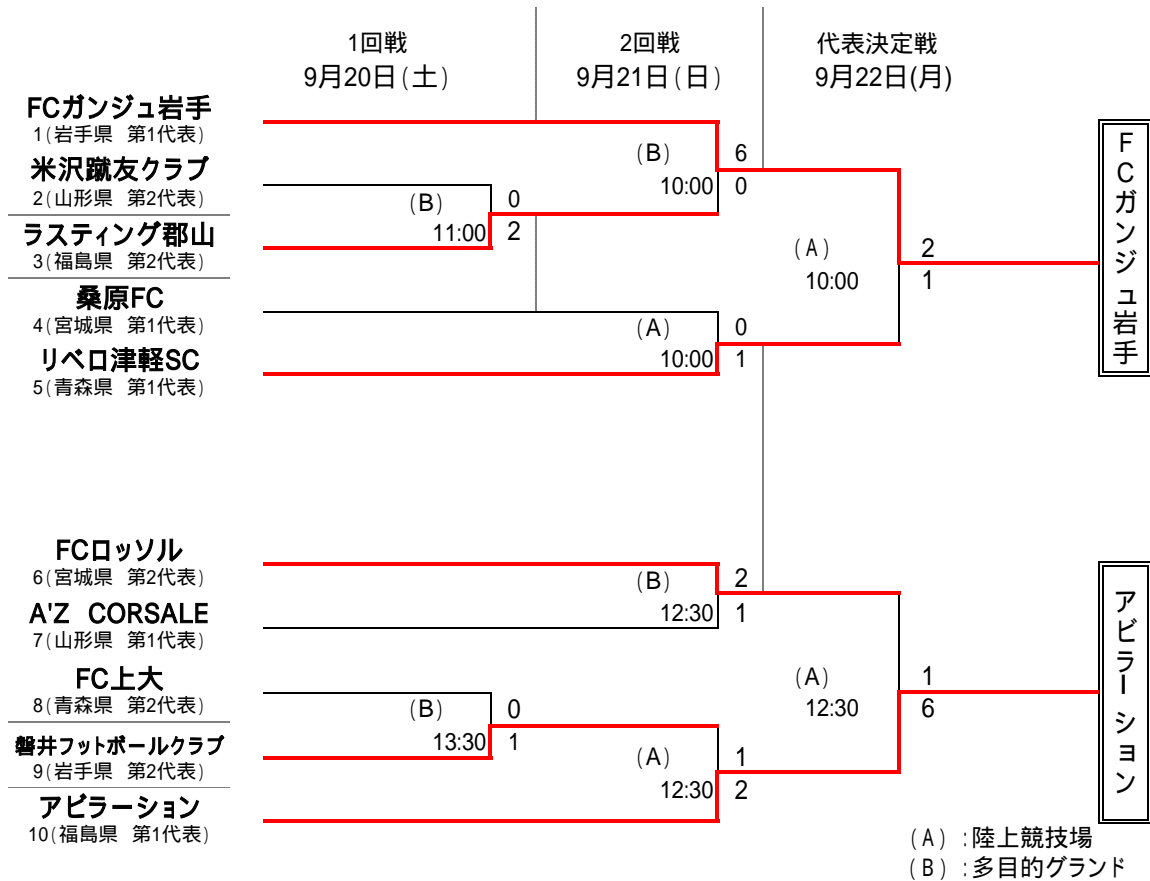 1回戦
9月20日(土)
2回戦
9月21日(日)
代表決定戦
9月22日(月)
FCガンジュ岩手
1(岩手県 第1代表)
米沢蹴友クラブ
2(山形県 第2代表)
ラスティング郡山
3(福島県 第2代表)
桑原FC
4(宮城県 第1代表)
リベロ津軽SC
5(青森県 第1代表)
(B)
11:00
0
2
(B)
10:00
6
0
(A)
10:00
0
1
(A)
10:00
2
1
FCガンジュ岩手
FCロッソル
6(宮城県 第2代表)
A'Z CORSALE
7(山形県 第1代表)
FC上大
8(青森県 第2代表)
磐井フットボールクラブ
9(岩手県 第2代表)
アビラーション
10(福島県 第1代表)
(B)
13:30
0
1
(B)
12:30
2
1
(A)
12:30
1
2
(A)
12:30
1
6
アビラーション
(A):陸上競技場
(B):多目的グランド